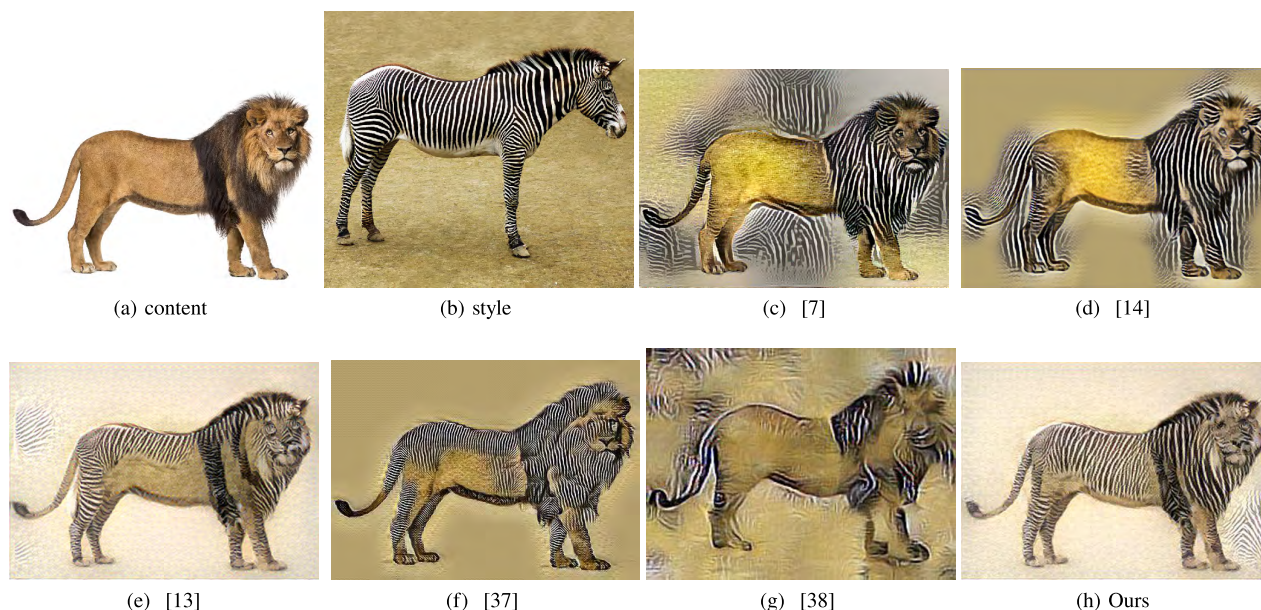 (a) content
(b) style
(c) [7]
(d) [14]
(e) [13]
(f) [37]
(g) [38]
(h) Ours